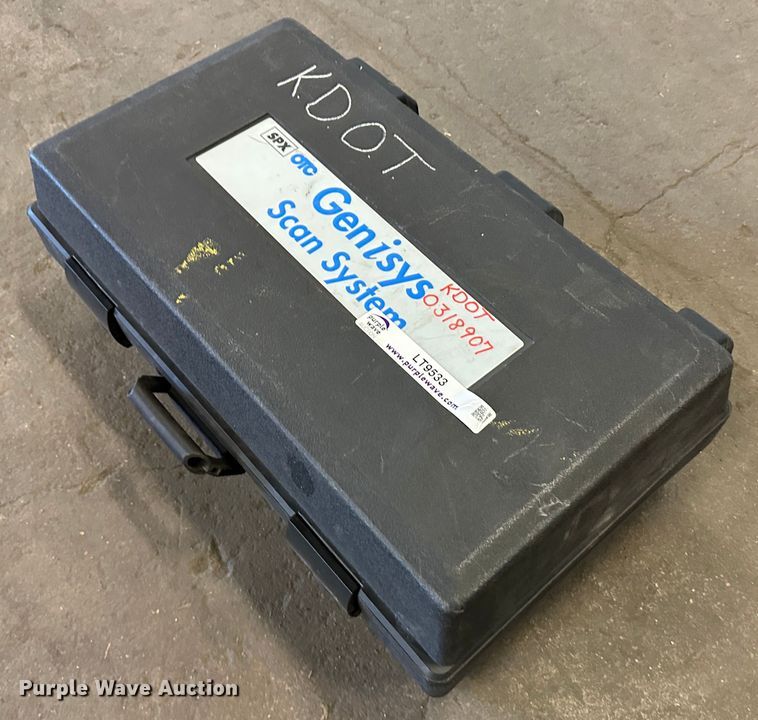 K.D.O.T.
SPX OTC
Genisys
Scan System
KDOT
0318907
purple
wave
LT9533
www.purplewave.com
Purple Wave Auction